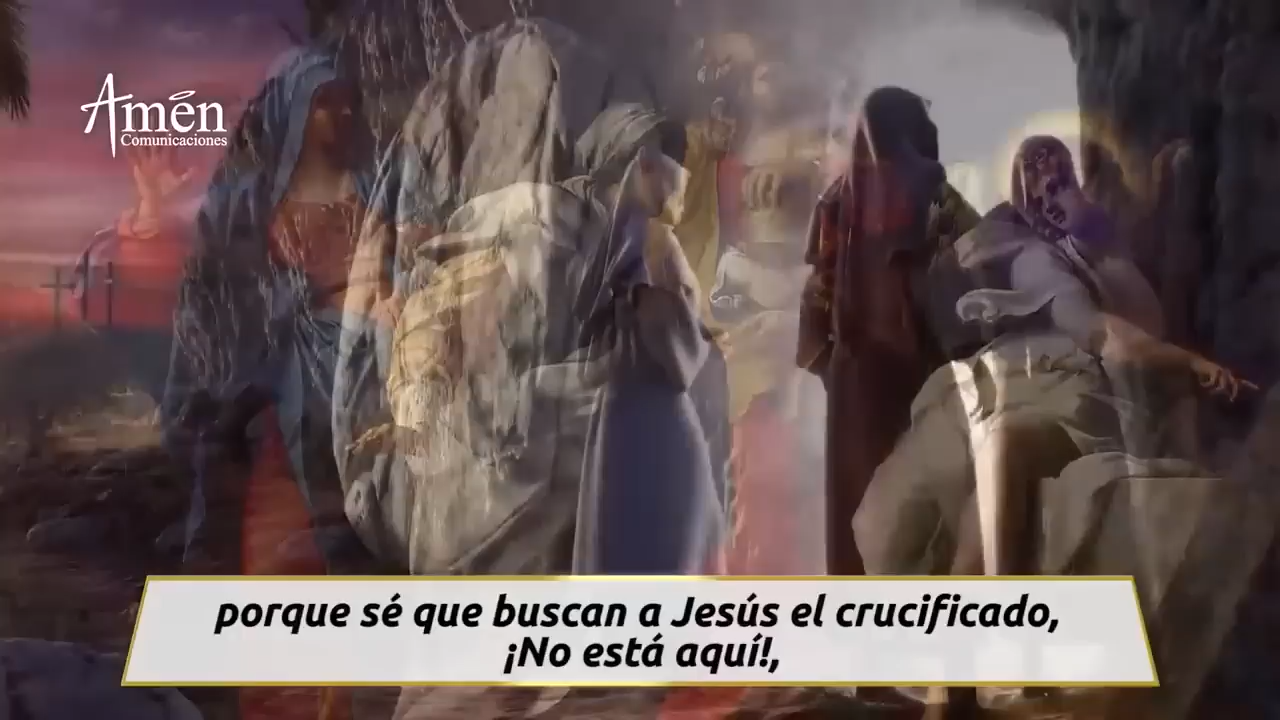 Amén
Comunicaciones
porque sé que buscan a Jesús el crucificado,
¡No está aquí!,